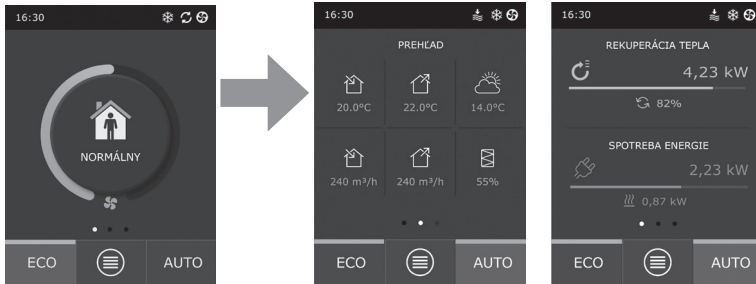 16:30
NORMÁLNY
ECO
AUTO
16:30
PREHĽAD
20.0°C
22.0°C
14.0°C
240 m³/h
240 m³/h
55%
ECO
AUTO
16:30
REKUPERÁCIA TEPLA
4,23 kW
82%
SPOTREBA ENERGIE
2,23 kW
0,87 kW
ECO
AUTO